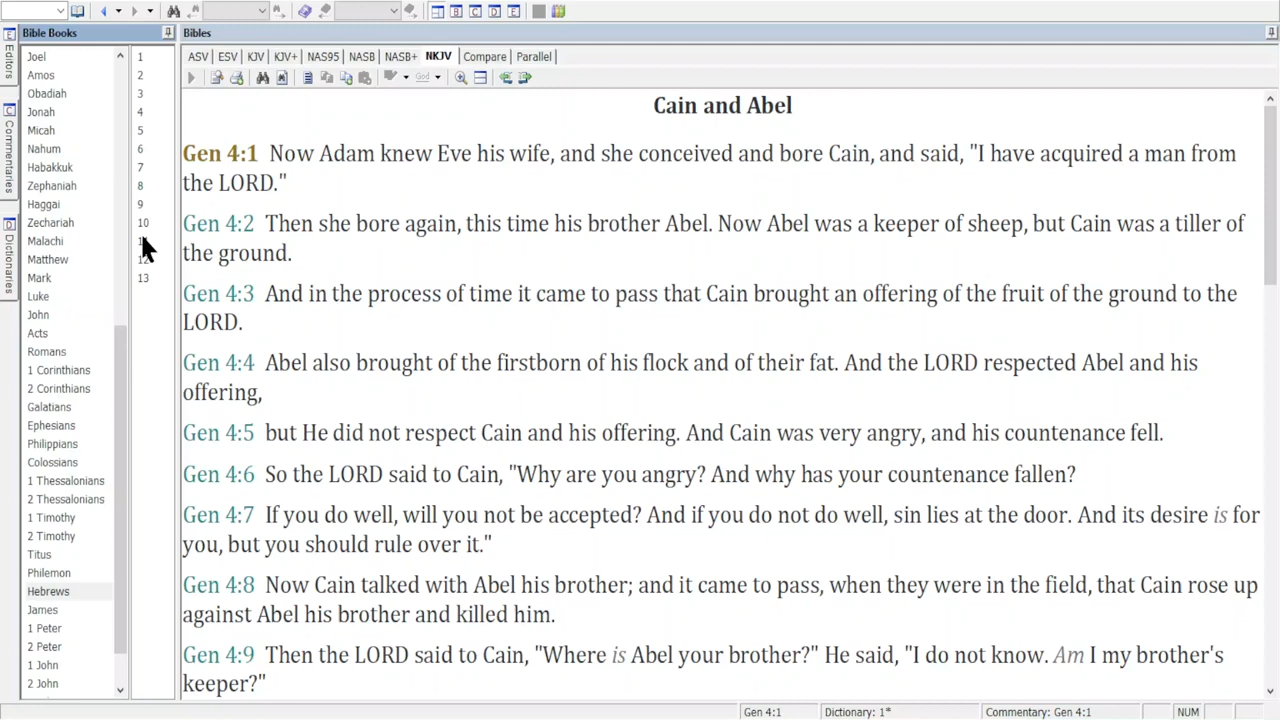 Bible Books
Bibles
Editors
Commentaries
Dictionaries
B C D E
ASV ESV KJV KJV+ NAS95 NASB NASB+ NKJV Compare Parallel
Joel
Amos
Obadiah
Jonah
Micah
Nahum
Habakkuk
Zephaniah
Haggai
Zechariah
Malachi
Matthew
Mark
Luke
John
Acts
Romans
1 Corinthians
2 Corinthians
Galatians
Ephesians
Philippians
Colossians
1 Thessalonians
2 Thessalonians
1 Timothy
2 Timothy
Titus
Philemon
Hebrews
James
1 Peter
2 Peter
1 John
2 John
1
2
3
4
5
6
7
8
9
10
12
13
Cain and Abel
Gen 4:1 Now Adam knew Eve his wife, and she conceived and bore Cain, and said, "I have acquired a man from
the LORD."
Gen 4:2 Then she bore again, this time his brother Abel. Now Abel was a keeper of sheep, but Cain was a tiller of
the ground.
Gen 4:3 And in the process of time it came to pass that Cain brought an offering of the fruit of the ground to the
LORD.
Gen 4:4 Abel also brought of the firstborn of his flock and of their fat. And the LORD respected Abel and his
offering,
Gen 4:5 but He did not respect Cain and his offering. And Cain was very angry, and his countenance fell.
Gen 4:6 So the LORD said to Cain, "Why are you angry? And why has your countenance fallen?
Gen 4:7 If you do well, will you not be accepted? And if you do not do well, sin lies at the door. And its desire is for
you, but you should rule over it."
Gen 4:8 Now Cain talked with Abel his brother; and it came to pass, when they were in the field, that Cain rose up
against Abel his brother and killed him.
Gen 4:9 Then the LORD said to Cain, "Where is Abel your brother?" He said, "I do not know. Am I my brother's
keeper?"
Gen 4:1 Dictionary: 1* Commentary: Gen 4:1 NUM